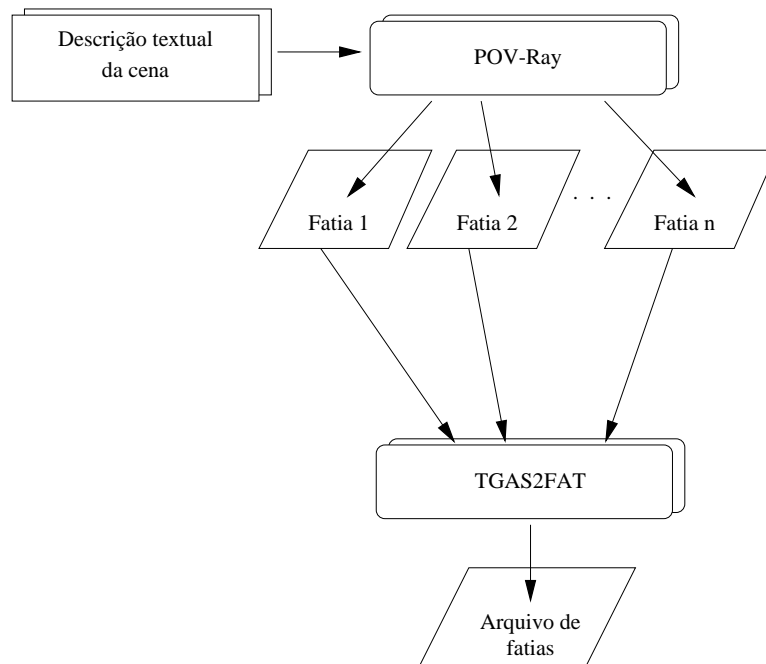 Descrição textual
da cena
POV-Ray
Fatia 1
Fatia 2
. . .
Fatia n
TGAS2FAT
Arquivo de
fatias